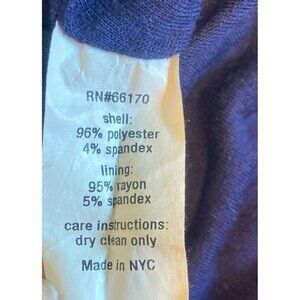 RN#66170
shell:
96% polyester
4% spandex
lining:
95% rayon
5% spandex
care instructions:
dry clean only
Made in NYC